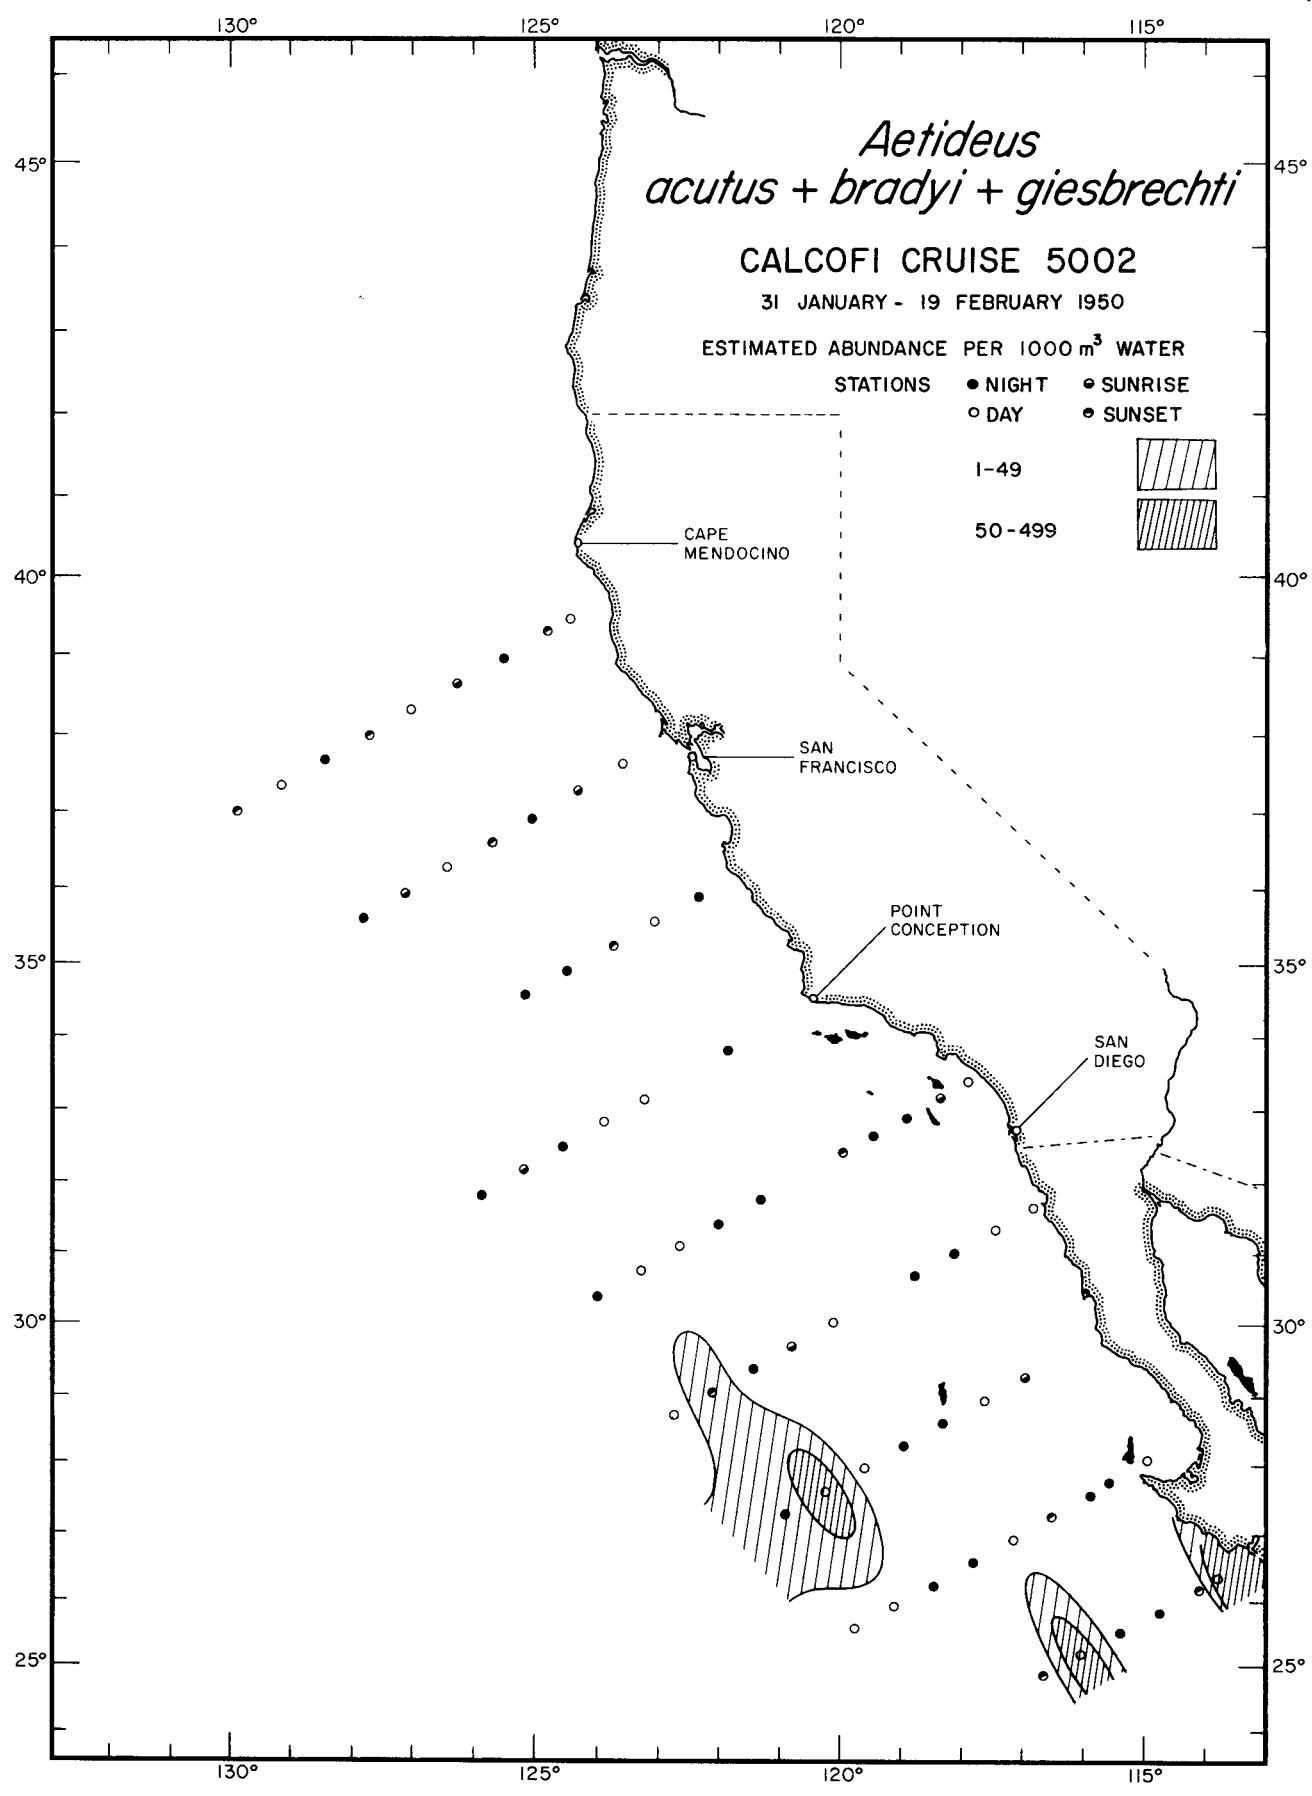 130° 125° 120° 115°
Aetideus
acutus + bradyi + giesbrechti
CALCOFI CRUISE 5002
31 JANUARY - 19 FEBRUARY 1950
ESTIMATED ABUNDANCE PER 1000 m³ WATER
STATIONS NIGHT SUNRISE
DAY SUNSET
1-49
50-499
45° 45°
CAPE
MENDOCINO
40° 40°
SAN
FRANCISCO
POINT
CONCEPTION
35° 35°
SAN
DIEGO
30° 30°
25° 25°
130° 125° 120° 115°